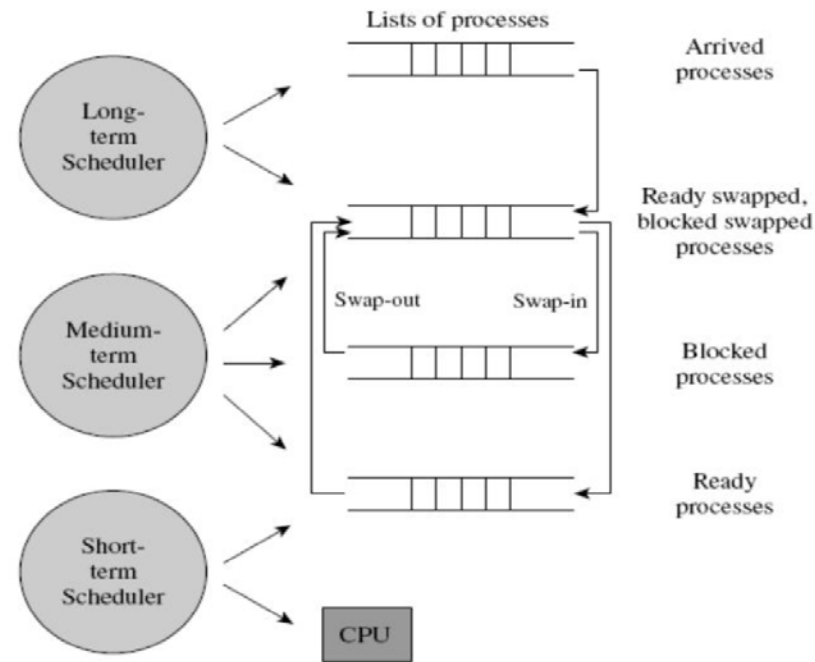 Lists of processes
Arrived
processes
Long-
term
Scheduler
Ready swapped,
blocked swapped
processes
Swap-out
Swap-in
Medium-
term
Scheduler
Blocked
processes
Ready
processes
Short-
term
Scheduler
CPU